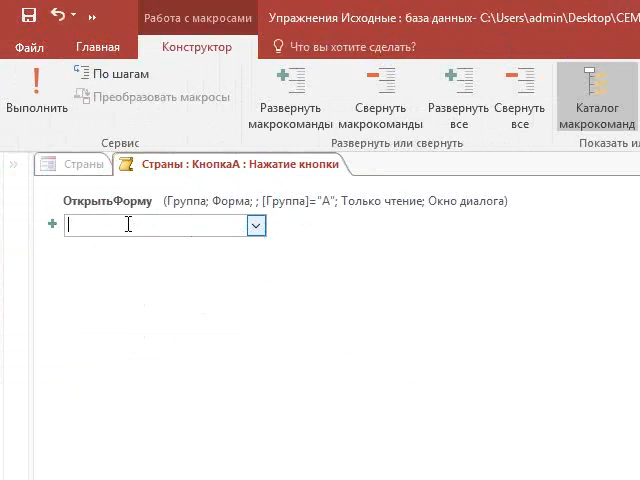 Работа с макросами
Упражнения Исходные : база данных- C:\Users\admin\Desktop\СЕМ
Файл
Главная
Конструктор
Что вы хотите сделать?
Выполнить
По шагам
Преобразовать макросы
Развернуть макрокоманды
Свернуть макрокоманды
Развернуть все
Свернуть все
Каталог макрокоманд
Сервис
Развернуть или свернуть
Показать ил
Страны
Страны : КнопкаА : Нажатие кнопки
ОткрытьФорму (Группа; Форма; ; [Группа]="А"; Только чтение; Окно диалога)